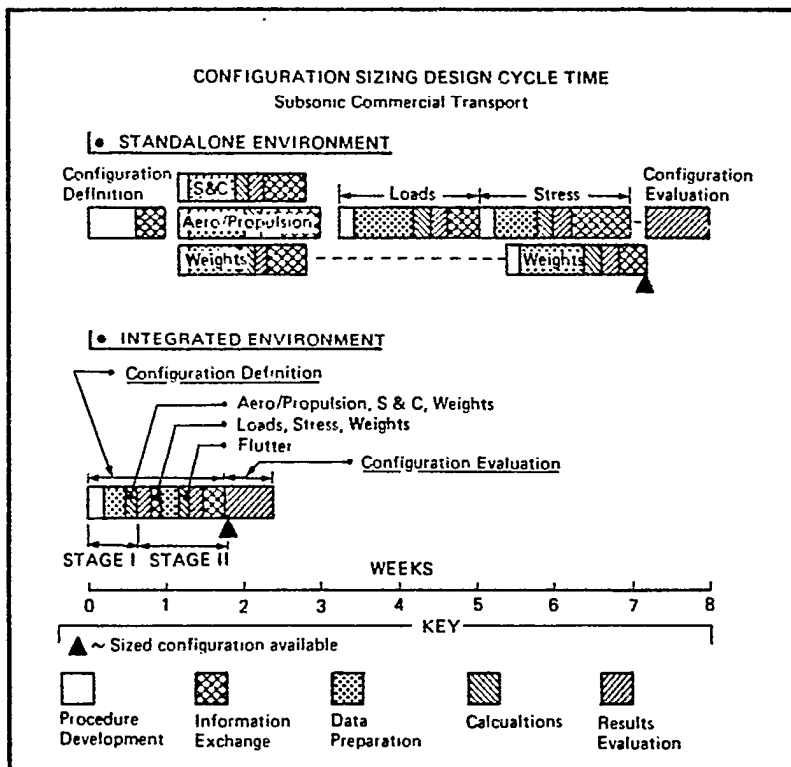 CONFIGURATION SIZING DESIGN CYCLE TIME
Subsonic Commercial Transport
• STANDALONE ENVIRONMENT
Configuration
Definition
S&C
Aero/Propulsion
Weights
Loads
Stress
Weights
Configuration
Evaluation
• INTEGRATED ENVIRONMENT
Configuration Definition
Aero/Propulsion, S & C, Weights
Loads, Stress, Weights
Flutter
Configuration Evaluation
STAGE I STAGE II
WEEKS
0 1 2 3 4 5 6 7 8
KEY
▲ ~ Sized configuration available
Procedure
Development
Information
Exchange
Data
Preparation
Calcualtions
Results
Evaluation